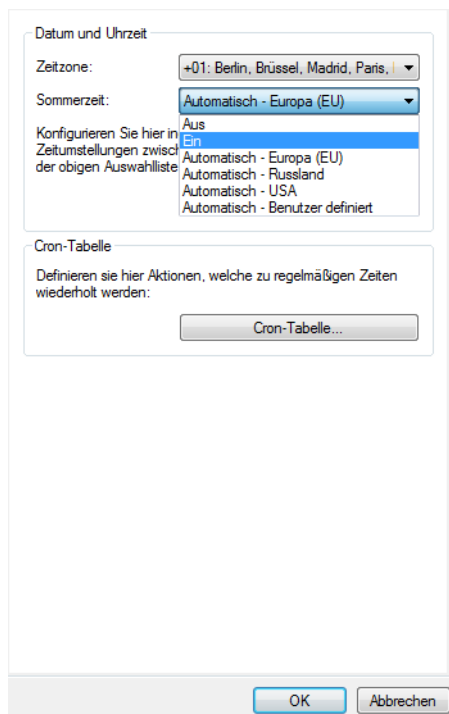 Datum und Uhrzeit
Zeitzone:
+01: Berlin, Brüssel, Madrid, Paris,
Sommerzeit:
Automatisch - Europa (EU)
Aus
Ein
Automatisch - Europa (EU)
Automatisch - Russland
Automatisch - USA
Automatisch - Benutzer definiert
Konfigurieren Sie hier in
Zeitumstellungen
der obigen Auswahlliste
Cron-Tabelle
Definieren sie hier Aktionen, welche zu regelmäßigen Zeiten
wiederholt werden:
Cron-Tabelle...
OK
Abbrechen